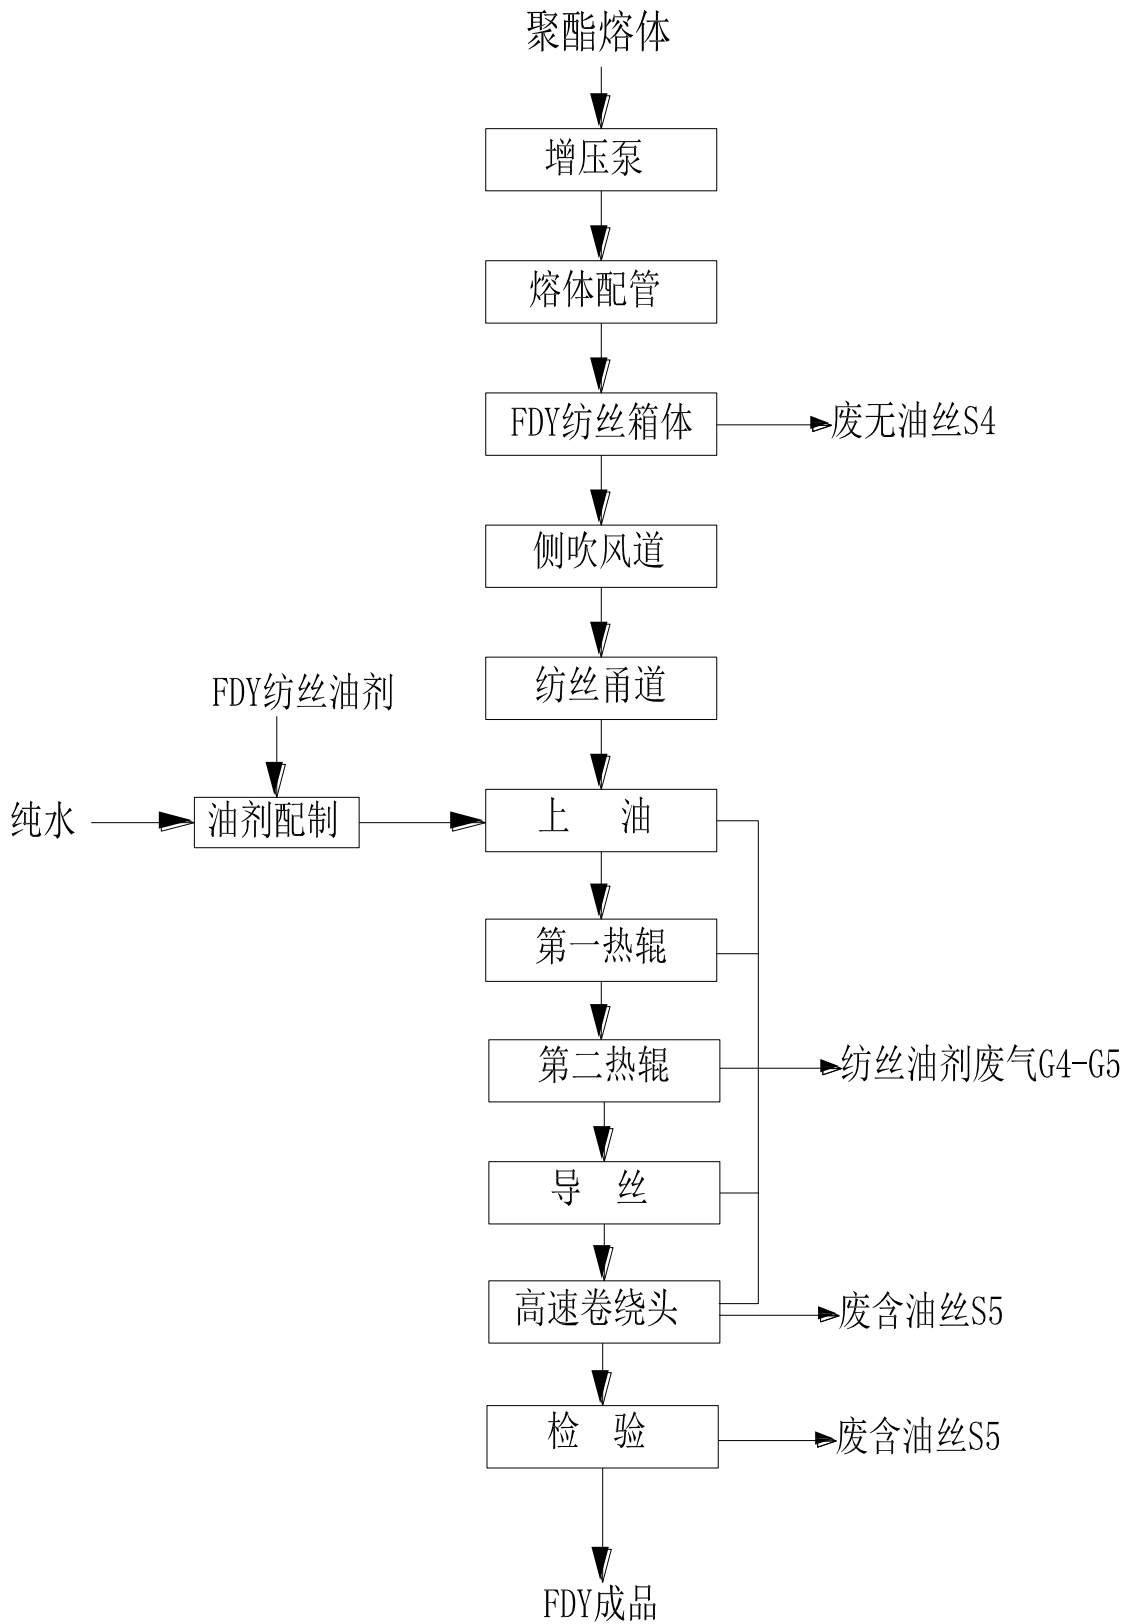 聚酯熔体
增压泵
熔体配管
FDY纺丝箱体
废无油丝S4
侧吹风道
纺丝甬道
FDY纺丝油剂
纯水
油剂配制
上 油
第一热辊
第二热辊
纺丝油剂废气G4-G5
导 丝
高速卷绕头
废含油丝S5
检 验
废含油丝S5
FDY成品